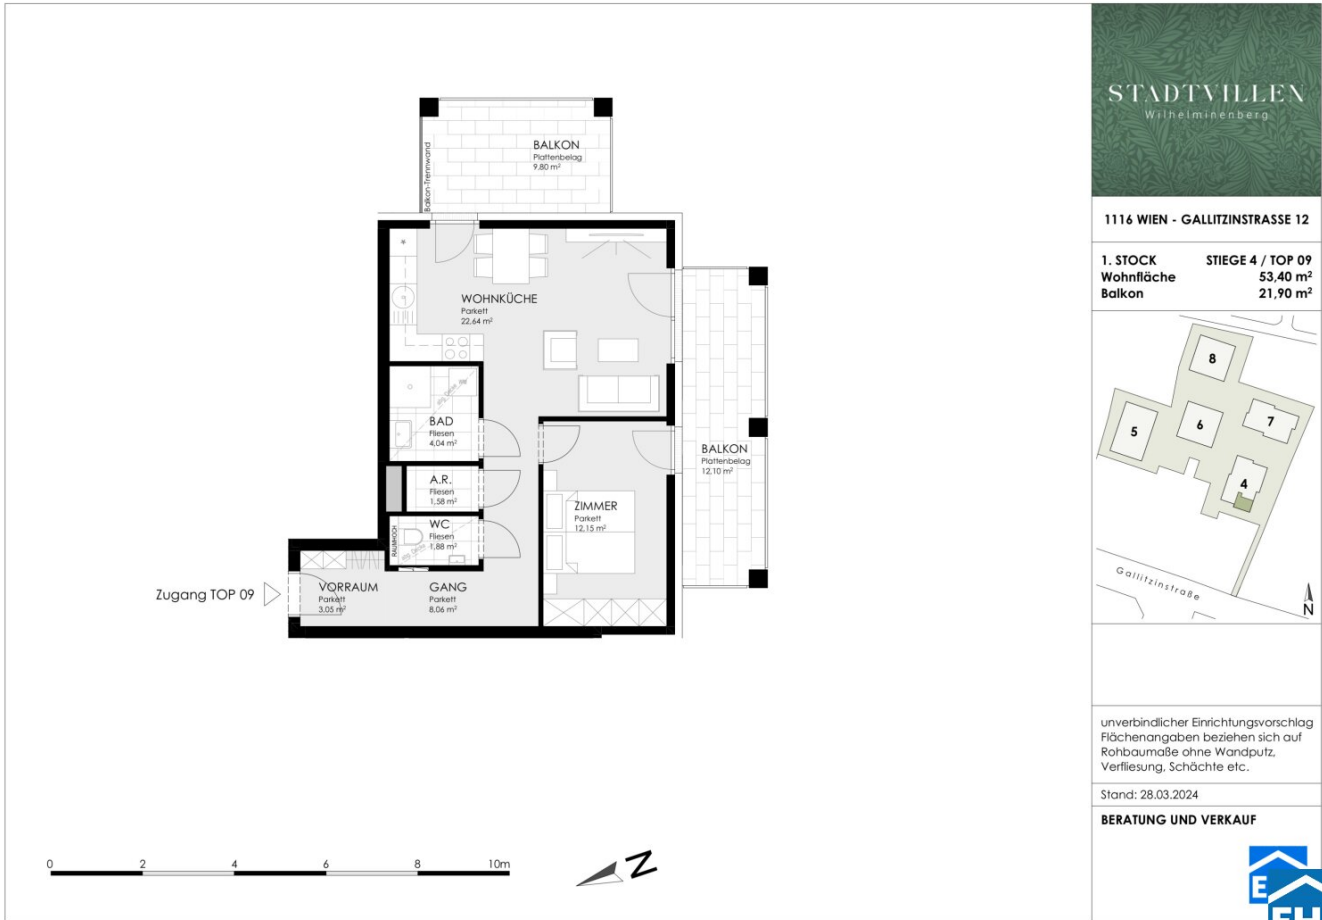 BALKON
Plattenbelag
9,80 m²
Balkon-Trennwand
WOHNKÜCHE
Parkett
22,64 m²
BAD
Fliesen
4,04 m²
A.R.
Fliesen
1,58 m²
WC
Fliesen
1,88 m²
RAUMHOCH
ZIMMER
Parkett
12,15 m²
BALKON
Plattenbelag
12,10 m²
Zugang TOP 09
VORRAUM
Parkett
3,05 m²
GANG
Parkett
8,06 m²
0 2 4 6 8 10m
N
STADTVILLEN
Wilhelminenberg
1116 WIEN - GALLITZINSTRASSE 12
1. STOCK STIEGE 4 / TOP 09
Wohnfläche 53,40 m²
Balkon 21,90 m²
8
7
6
5
4
Gallitzinstraße
N
unverbindlicher Einrichtungsvorschlag
Flächenangaben beziehen sich auf
Rohbaumaße ohne Wandputz,
Verfliesung, Schächte etc.
Stand: 28.03.2024
BERATUNG UND VERKAUF
E
EH